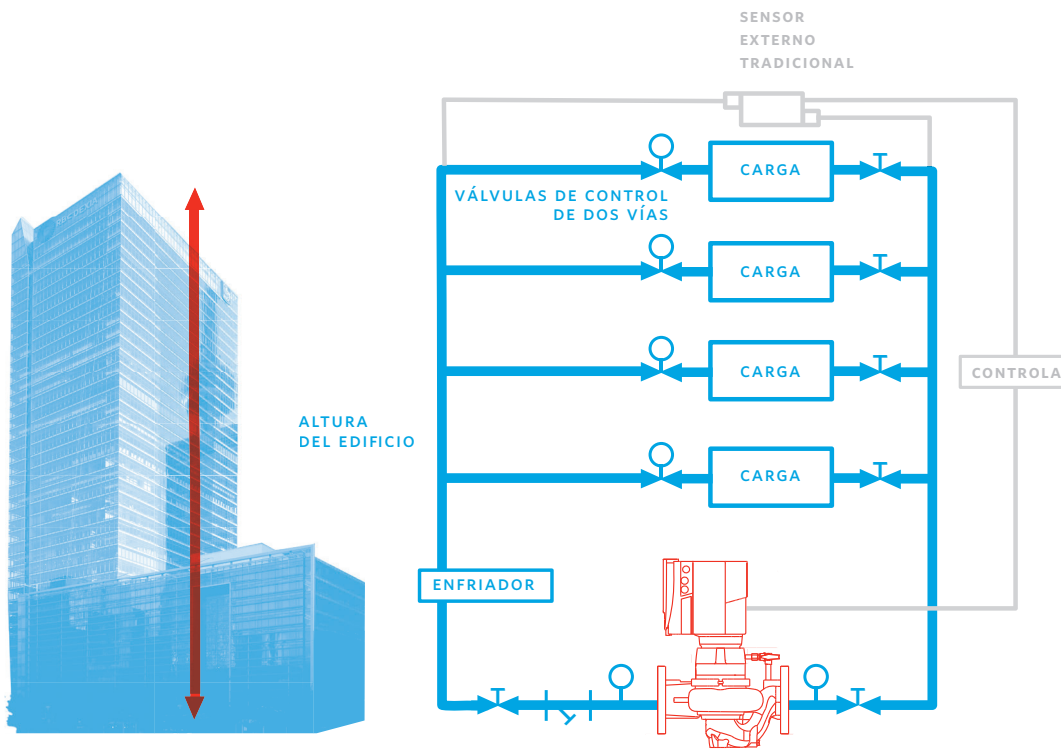 SENSOR
EXTERNO
TRADICIONAL
CARGA
VÁLVULAS DE CONTROL
DE DOS VÍAS
CARGA
CARGA
CONTROLA
ALTURA
DEL EDIFICIO
CARGA
ENFRIADOR